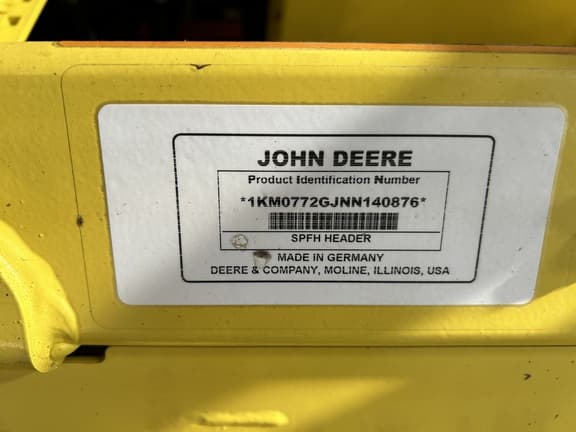 JOHN DEERE
Product Identification Number
*1KM0772GJNN140876*
SPFH HEADER
MADE IN GERMANY
DEERE & COMPANY, MOLINE, ILLINOIS, USA